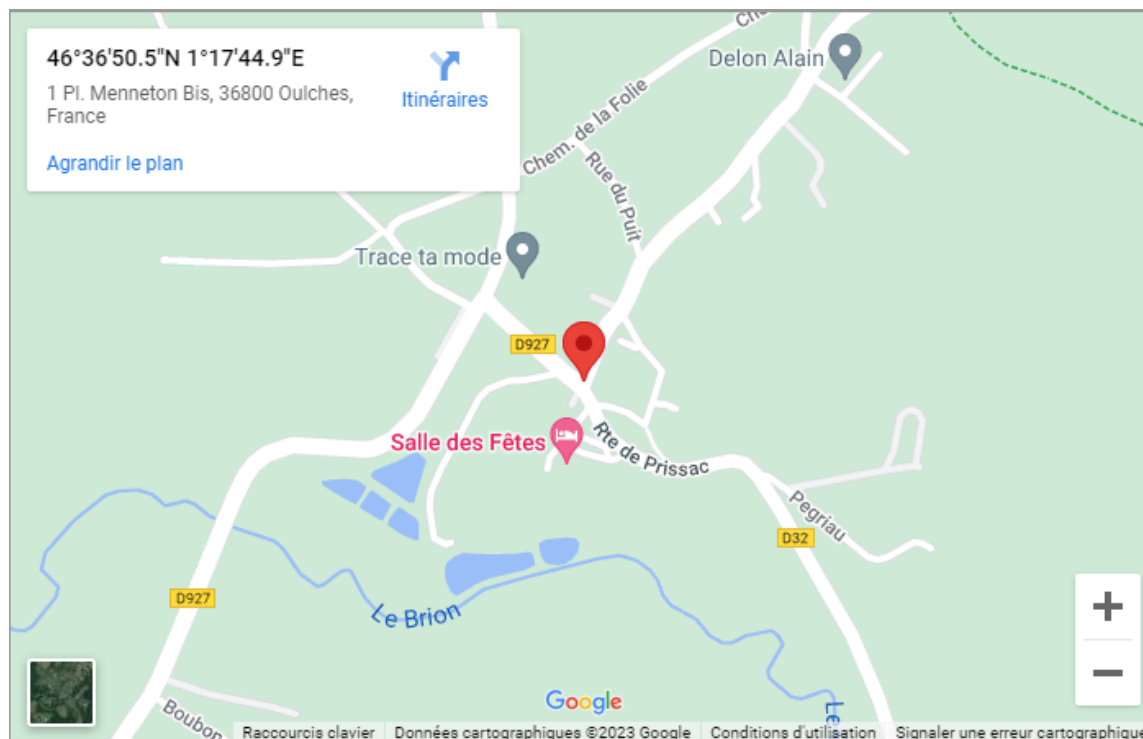 46°36'50.5"N 1°17'44.9"E
1 Pl. Menneton Bis, 36800 Oulches,
France
Itinéraires
Agrandir le plan
Delon Alain
Chem. de la Folie
Rue du Puit
Trace ta mode
D927
Salle des Fêtes
Rte de Prissac
Pegriau
D32
D927
Le Brion
Boubon
Le
Google
Raccourcis clavier
Données cartographiques ©2023 Google
Conditions d'utilisation
Signaler une erreur cartographique